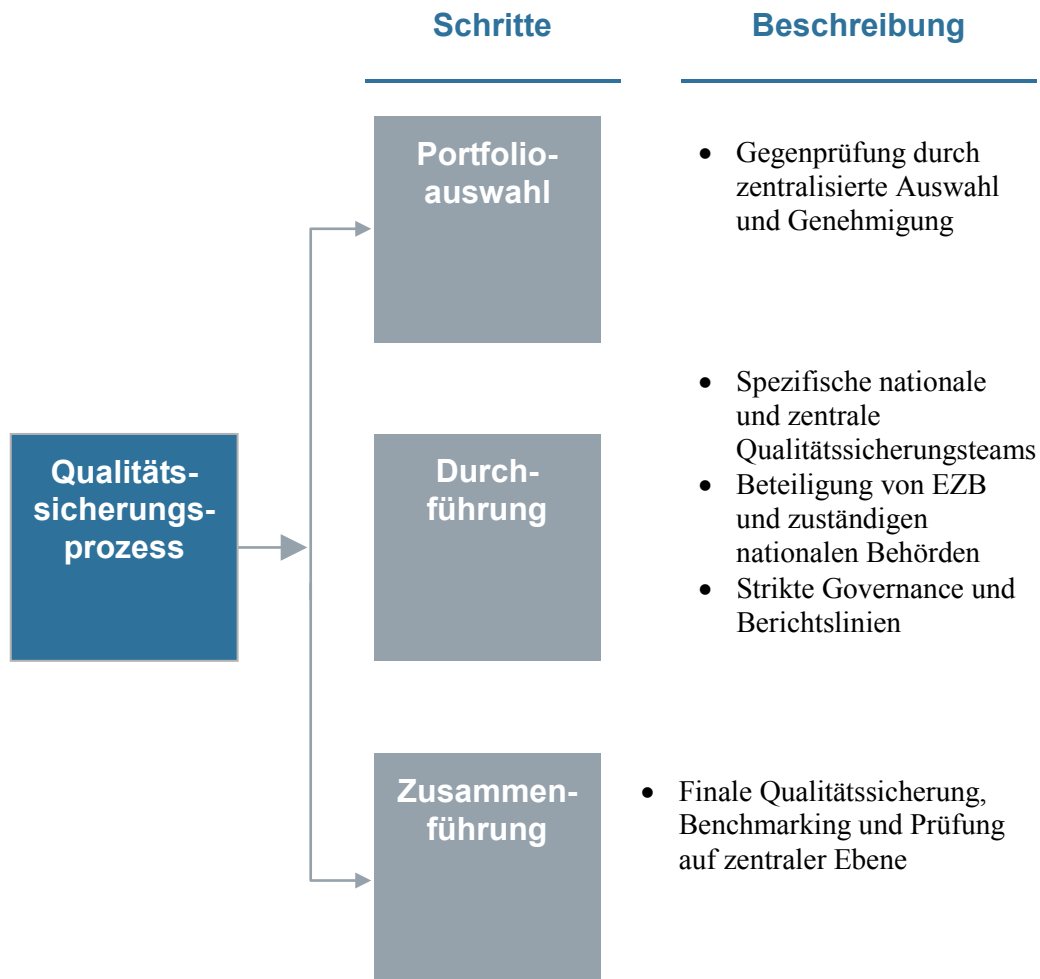 Schritte
Beschreibung
Portfolio-
auswahl
• Gegenprüfung durch
zentralisierte Auswahl
und Genehmigung
Qualitäts-
sicherungs-
prozess
Durch-
führung
• Spezifische nationale
und zentrale
Qualitätssicherungsteams
• Beteiligung von EZB
und zuständigen
nationalen Behörden
• Strikte Governance und
Berichtslinien
Zusammen-
führung
• Finale Qualitätssicherung,
Benchmarking und Prüfung
auf zentraler Ebene